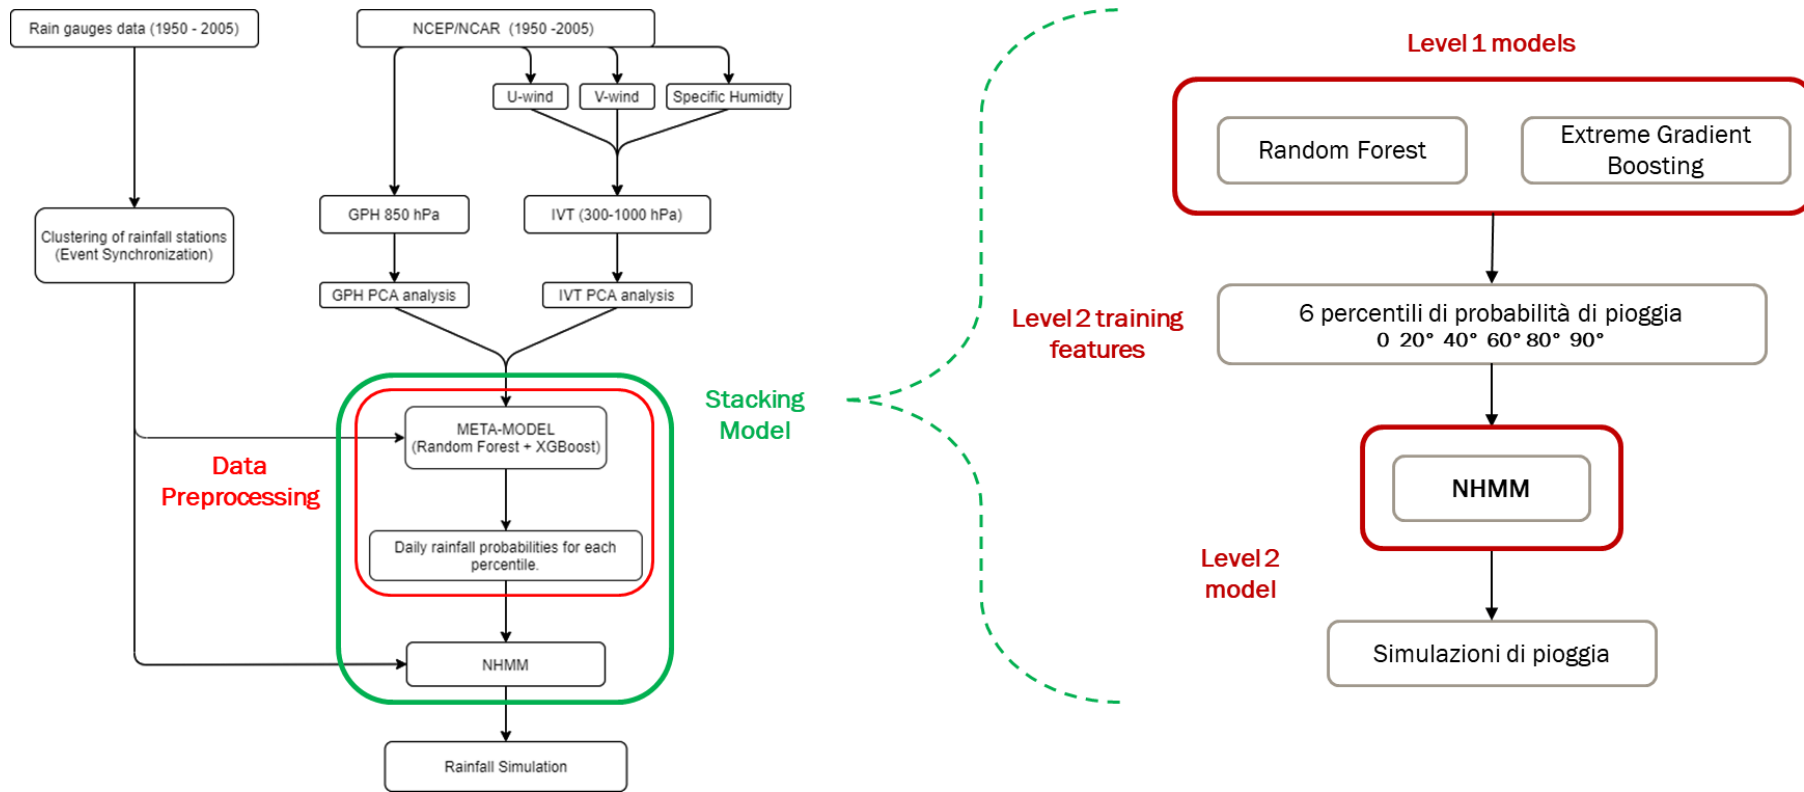 Rain gauges data (1950 - 2005)
NCEP/NCAR (1950 -2005)
U-wind
V-wind
Specific Humidty
Clustering of rainfall stations
(Event Synchronization)
GPH 850 hPa
IVT (300-1000 hPa)
GPH PCA analysis
IVT PCA analysis
META-MODEL
(Random Forest + XGBoost)
Data
Preprocessing
Daily rainfall probabilities for each
percentile.
NHMM
Rainfall Simulation
Stacking
Model
Level 1 models
Random Forest
Extreme Gradient
Boosting
Level 2 training
features
6 percentili di probabilità di pioggia
0 20° 40° 60° 80° 90°
NHMM
Level 2
model
Simulazioni di pioggia